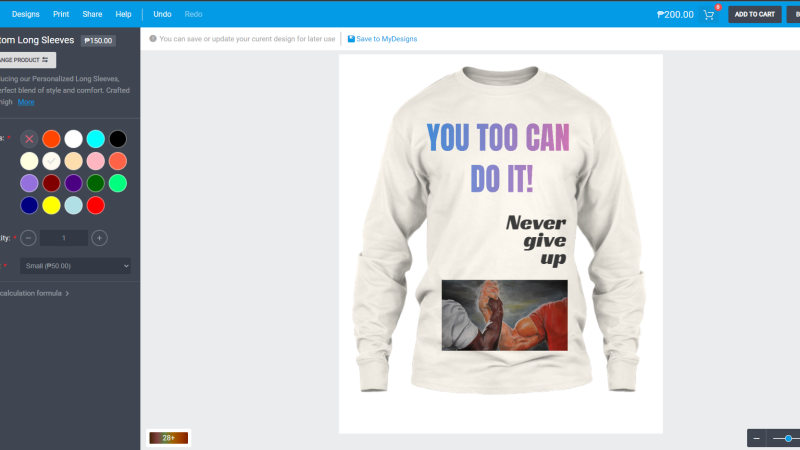 Designs Print Share Help Undo Redo ₱200.00 0 ADD TO CART
tom Long Sleeves ₱150.00
ANGE PRODUCT
ucing our Personalized Long Sleeves,
erfect blend of style and comfort. Crafted
high More
s: *
tity: * 1
: * Small (₱50.00)
calculation formula
You can save or update your curent design for later use Save to MyDesigns
YOU TOO CAN
DO IT!
Never
give
up
28+